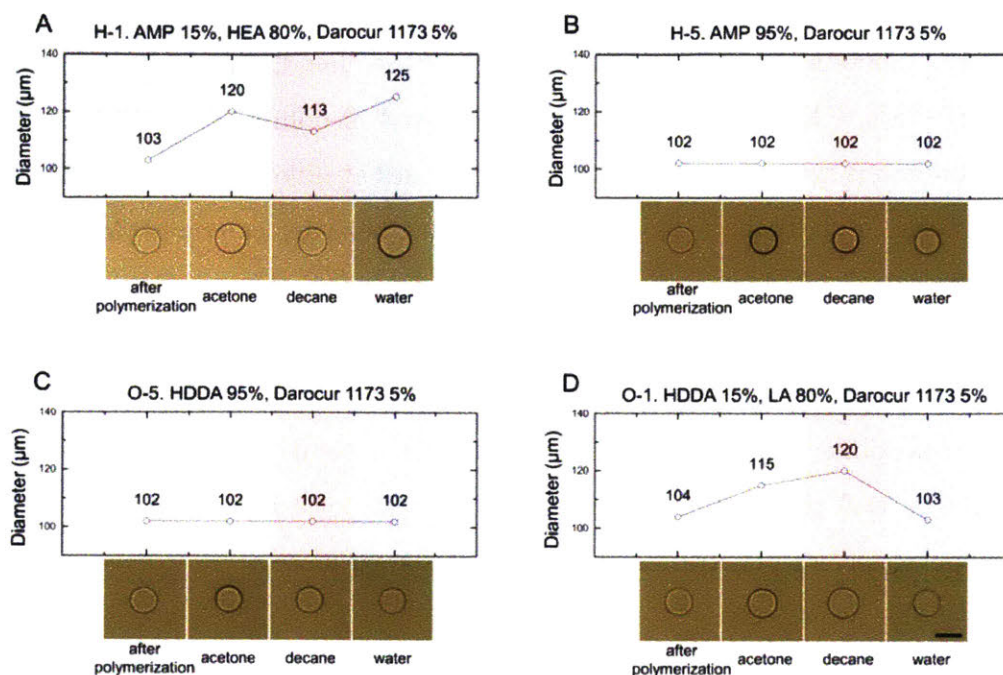 A
H-1. AMP 15%, HEA 80%, Darocur 1173 5%
140
120
100
Diameter (μm)
103
120
113
125
after polymerization
acetone
decane
water
B
H-5. AMP 95%, Darocur 1173 5%
140
120
100
Diameter (μm)
102
102
102
102
after polymerization
acetone
decane
water
C
O-5. HDDA 95%, Darocur 1173 5%
140
120
100
Diameter (μm)
102
102
102
102
after polymerization
acetone
decane
water
D
O-1. HDDA 15%, LA 80%, Darocur 1173 5%
140
120
100
Diameter (μm)
104
115
120
103
after polymerization
acetone
decane
water